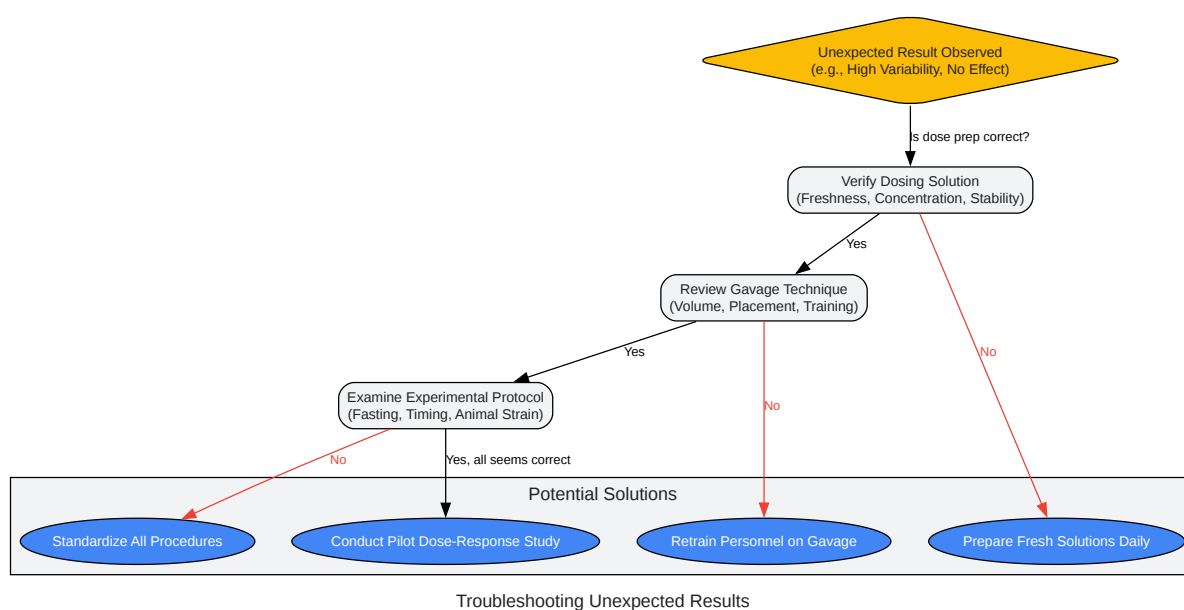 Unexpected Result Observed
(e.g., High Variability, No Effect)
Is dose prep correct?
Verify Dosing Solution
(Freshness, Concentration, Stability)
Yes
Review Gavage Technique
(Volume, Placement, Training)
Yes
No
Examine Experimental Protocol
(Fasting, Timing, Animal Strain)
No
No
Yes, all seems correct
Potential Solutions
Standardize All Procedures
Conduct Pilot Dose-Response Study
Retrain Personnel on Gavage
Prepare Fresh Solutions Daily
Troubleshooting Unexpected Results